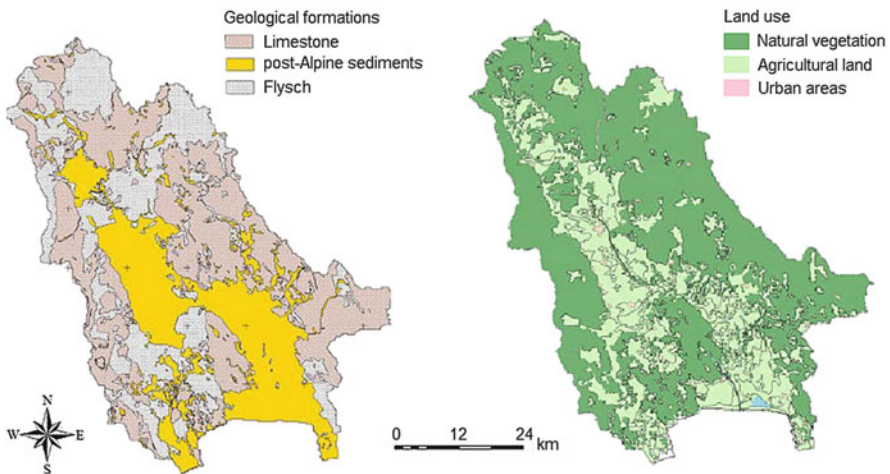 Geological formations
Limestone
post-Alpine sediments
Flysch
Land use
Natural vegetation
Agricultural land
Urban areas
N
W E
S
0 12 24 km